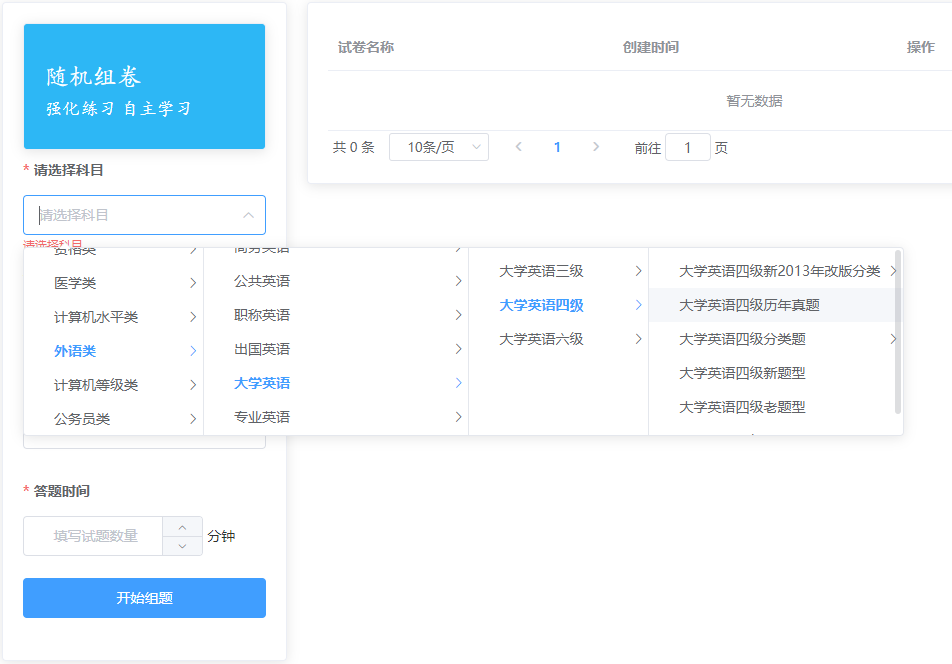 随机组卷
强化练习 自主学习
* 请选择科目
请选择科目
请选择科目
资格类
医学类
计算机水平类
外语类
计算机等级类
公务员类
商务英语
公共英语
职称英语
出国英语
大学英语
专业英语
大学英语三级
大学英语四级
大学英语六级
大学英语四级新2013年改版分类
大学英语四级历年真题
大学英语四级分类题
大学英语四级新题型
大学英语四级老题型
* 答题时间
填写试题数量 分钟
开始组题
试卷名称 创建时间 操作
暂无数据
共 0 条 10条/页 1 前往 1 页